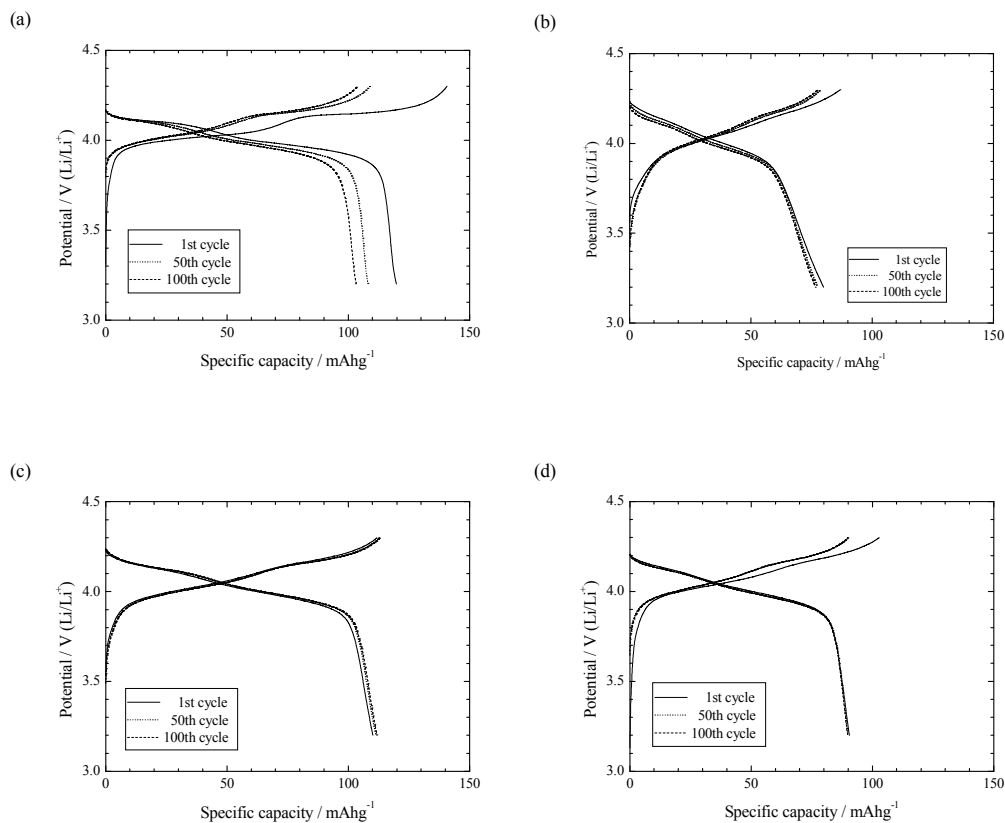 (a)
4.5
4.0
3.5
3.0
Potential / V (Li/Li⁺)
1st cycle
50th cycle
100th cycle
0
50
100
150
Specific capacity / mAhg⁻¹
(b)
4.5
4.0
3.5
3.0
Potential / V (Li/Li⁺)
1st cycle
50th cycle
100th cycle
0
50
100
150
Specific capacity / mAhg⁻¹
(c)
4.5
4.0
3.5
3.0
Potential / V (Li/Li⁺)
1st cycle
50th cycle
100th cycle
0
50
100
150
Specific capacity / mAhg⁻¹
(d)
4.5
4.0
3.5
3.0
Potential / V (Li/Li⁺)
1st cycle
50th cycle
100th cycle
0
50
100
150
Specific capacity / mAhg⁻¹